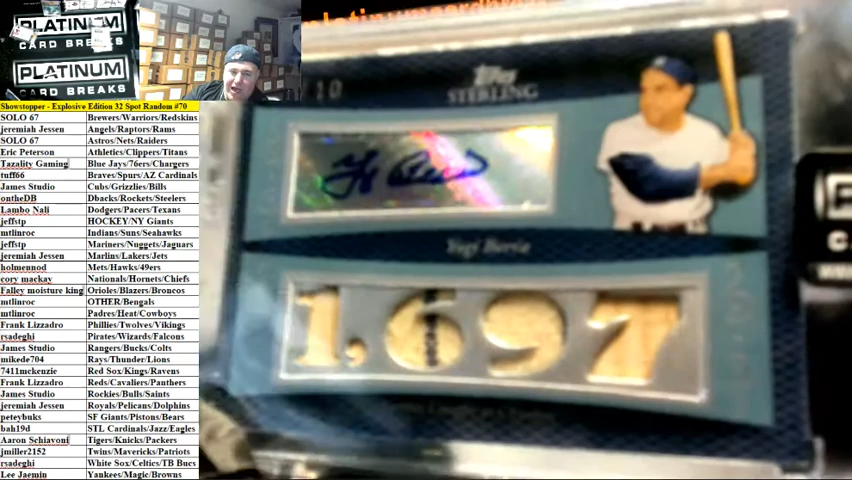 platinumcardbreaks
PLATINUM
CARD BREAKS
PLATINUM
CARD BREAKS
Showstopper - Explosive Edition 32 Spot Random #70
SOLO 67 Brewers/Warriors/Redskins
jeremiah Jessen Angels/Raptors/Rams
SOLO 67 Astros/Nets/Raiders
Eric Peterson Athletics/Clippers/Titans
Tazality Gaming Blue Jays/76ers/Chargers
tuff66 Braves/Spurs/AZ Cardinals
James Studio Cubs/Grizzlies/Bills
ontheDB Dbacks/Rockets/Steelers
Lambo Nali Dodgers/Pacers/Texans
jeffstp HOCKEY/NY Giants
mtlinroc Indians/Suns/Seahawks
jeffstp Mariners/Nuggets/Jaguars
jeremiah Jessen Marlins/Lakers/Jets
holmennod Mets/Hawks/49ers
cory mackay Nationals/Hornets/Chiefs
Falley moisture king Orioles/Blazers/Broncos
mtlinroc OTHER/Bengals
mtlinroc Padres/Heat/Cowboys
Frank Lizzadro Phillies/Twolves/Vikings
rsadeghi Pirates/Wizards/Falcons
James Studio Rangers/Bucks/Colts
mikede704 Rays/Thunder/Lions
7411mckenzie Red Sox/Kings/Ravens
Frank Lizzadro Reds/Cavaliers/Panthers
James Studio Rockies/Bulls/Saints
jeremiah Jessen Royals/Pelicans/Dolphins
peteybuks SF Giants/Pistons/Bears
bah19d STL Cardinals/Jazz/Eagles
Aaron Schiavoni Tigers/Knicks/Packers
jmiller2152 Twins/Mavericks/Patriots
rsadeghi White Sox/Celtics/TB Bucs
Lee Jaemin Yankees/Magic/Browns
Topps
STERLING
Yogi Berra
1,697